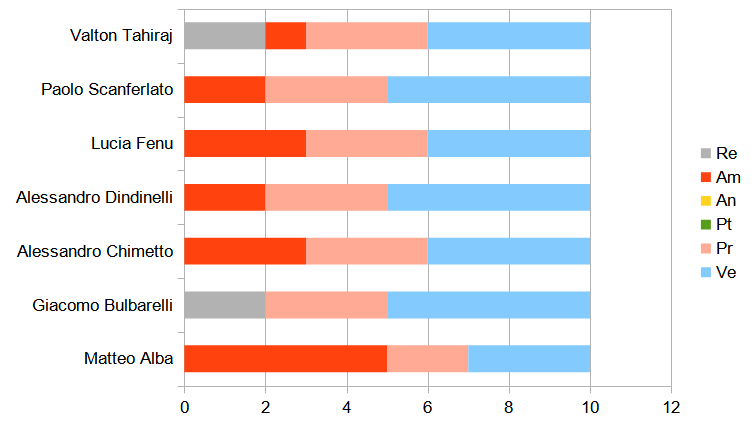 Valton Tahiraj
Paolo Scanferlato
Lucia Fenu
Alessandro Dindinelli
Alessandro Chimetto
Giacomo Bulbarelli
Matteo Alba
0 2 4 6 8 10 12
Re
Am
An
Pt
Pr
Ve